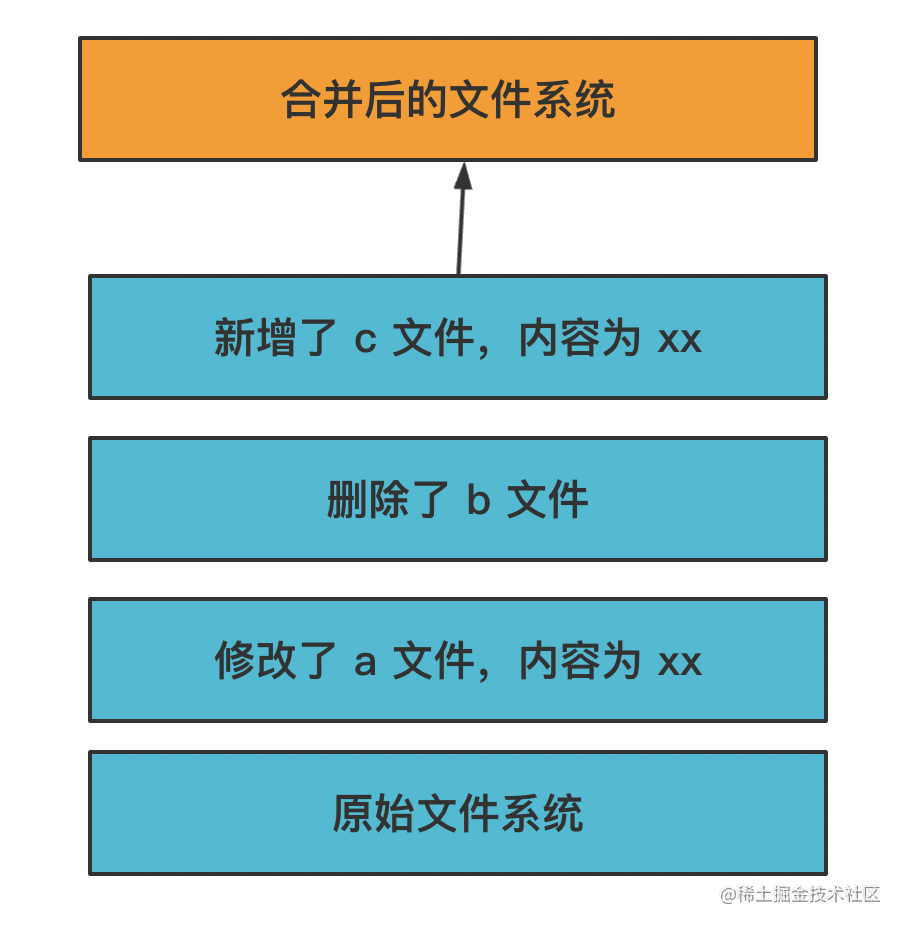 合并后的文件系统
新增了 c 文件，内容为 xx
删除了 b 文件
修改了 a 文件，内容为 xx
原始文件系统
@稀土掘金技术社区